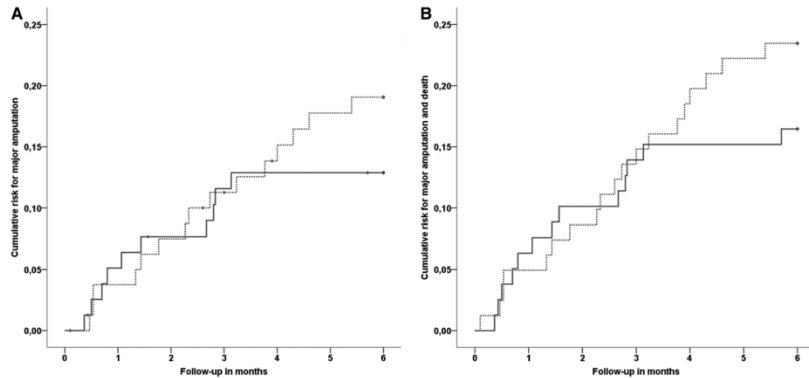 A
Cumulative risk for major amputation
0,25
0,20
0,15
0,10
0,05
0,00
0 1 2 3 4 5 6
Follow-up in months
B
Cumulative risk for major amputation and death
0,25
0,20
0,15
0,10
0,05
0,00
0 1 2 3 4 5 6
Follow-up in months